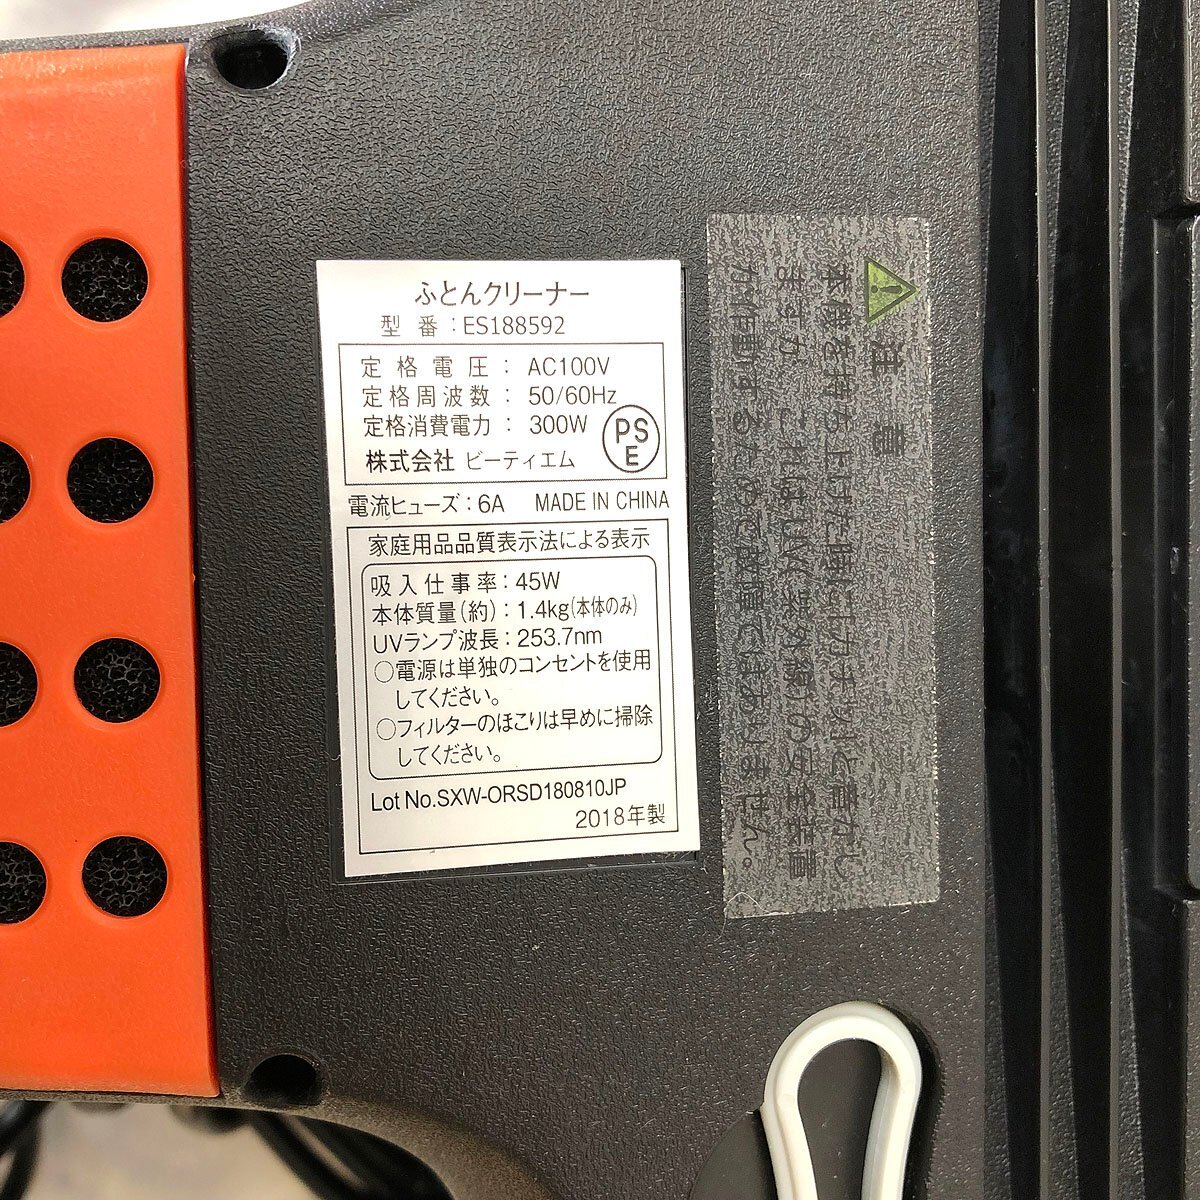 ふとんクリーナー
型番：ES188592
定格電圧： AC100V
定格周波数： 50/60Hz
定格消費電力： 300W
PS
E
株式会社 ビーティエム
電流ヒューズ：6A MADE IN CHINA
家庭用品品質表示法による表示
吸入仕事率：45W
本体質量(約)：1.4kg(本体のみ)
UVランプ波長：253.7nm
○電源は単独のコンセントを使用
してください。
○フィルターのほこりは早めに掃除
してください。
Lot No.SXW-ORSD180810JP
2018年製
注意
本機を持ち上げた時にカチッと音がし
ますが、これはUV(紫外線)の安全装置
が作動するためで故障ではありません。